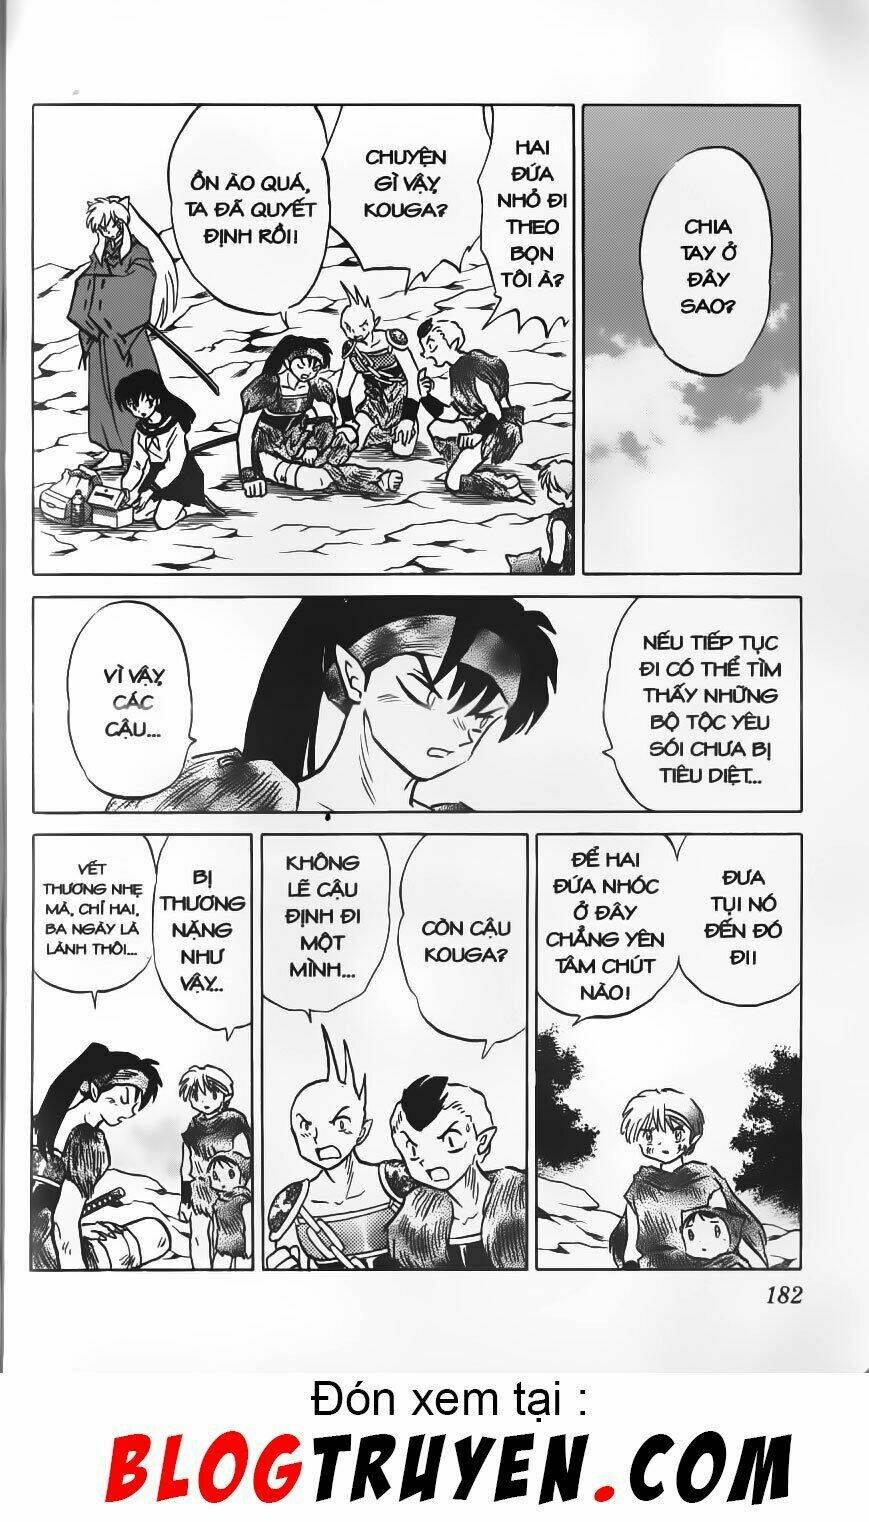 CHIA
TAY Ở
ĐÂY
SAO?
HAI
ĐỨA
NHỎ ĐI
THEO
BỌN
TÔI À?
CHUYỆN
GÌ VẬY,
KOUGA?
ỒN ÀO QUÁ,
TA ĐÃ QUYẾT
ĐỊNH RỒI!
NẾU TIẾP TỤC
ĐI CÓ THỂ TÌM
THẤY NHỮNG
BỘ TỘC YÊU
SÓI CHƯA BỊ
TIÊU DIỆT...
VÌ VẬY,
CÁC
CẬU...
ĐƯA
TỤI NÓ
ĐẾN ĐÓ
ĐI!
ĐỂ HAI
ĐỨA NHÓC
Ở ĐÂY
CHẲNG YÊN
TÂM CHÚT
NÀO!
CÒN CẬU
KOUGA?
KHÔNG
LẼ CẬU
ĐỊNH ĐI
MỘT
MÌNH...
BỊ
THƯƠNG
NẶNG
NHƯ
VẬY...
VẾT
THƯƠNG NHẸ
MÀ, CHỈ HAI,
BA NGÀY LÀ
LÀNH THÔI...
182
Đón xem tại :
BLOGTRUYEN.COM